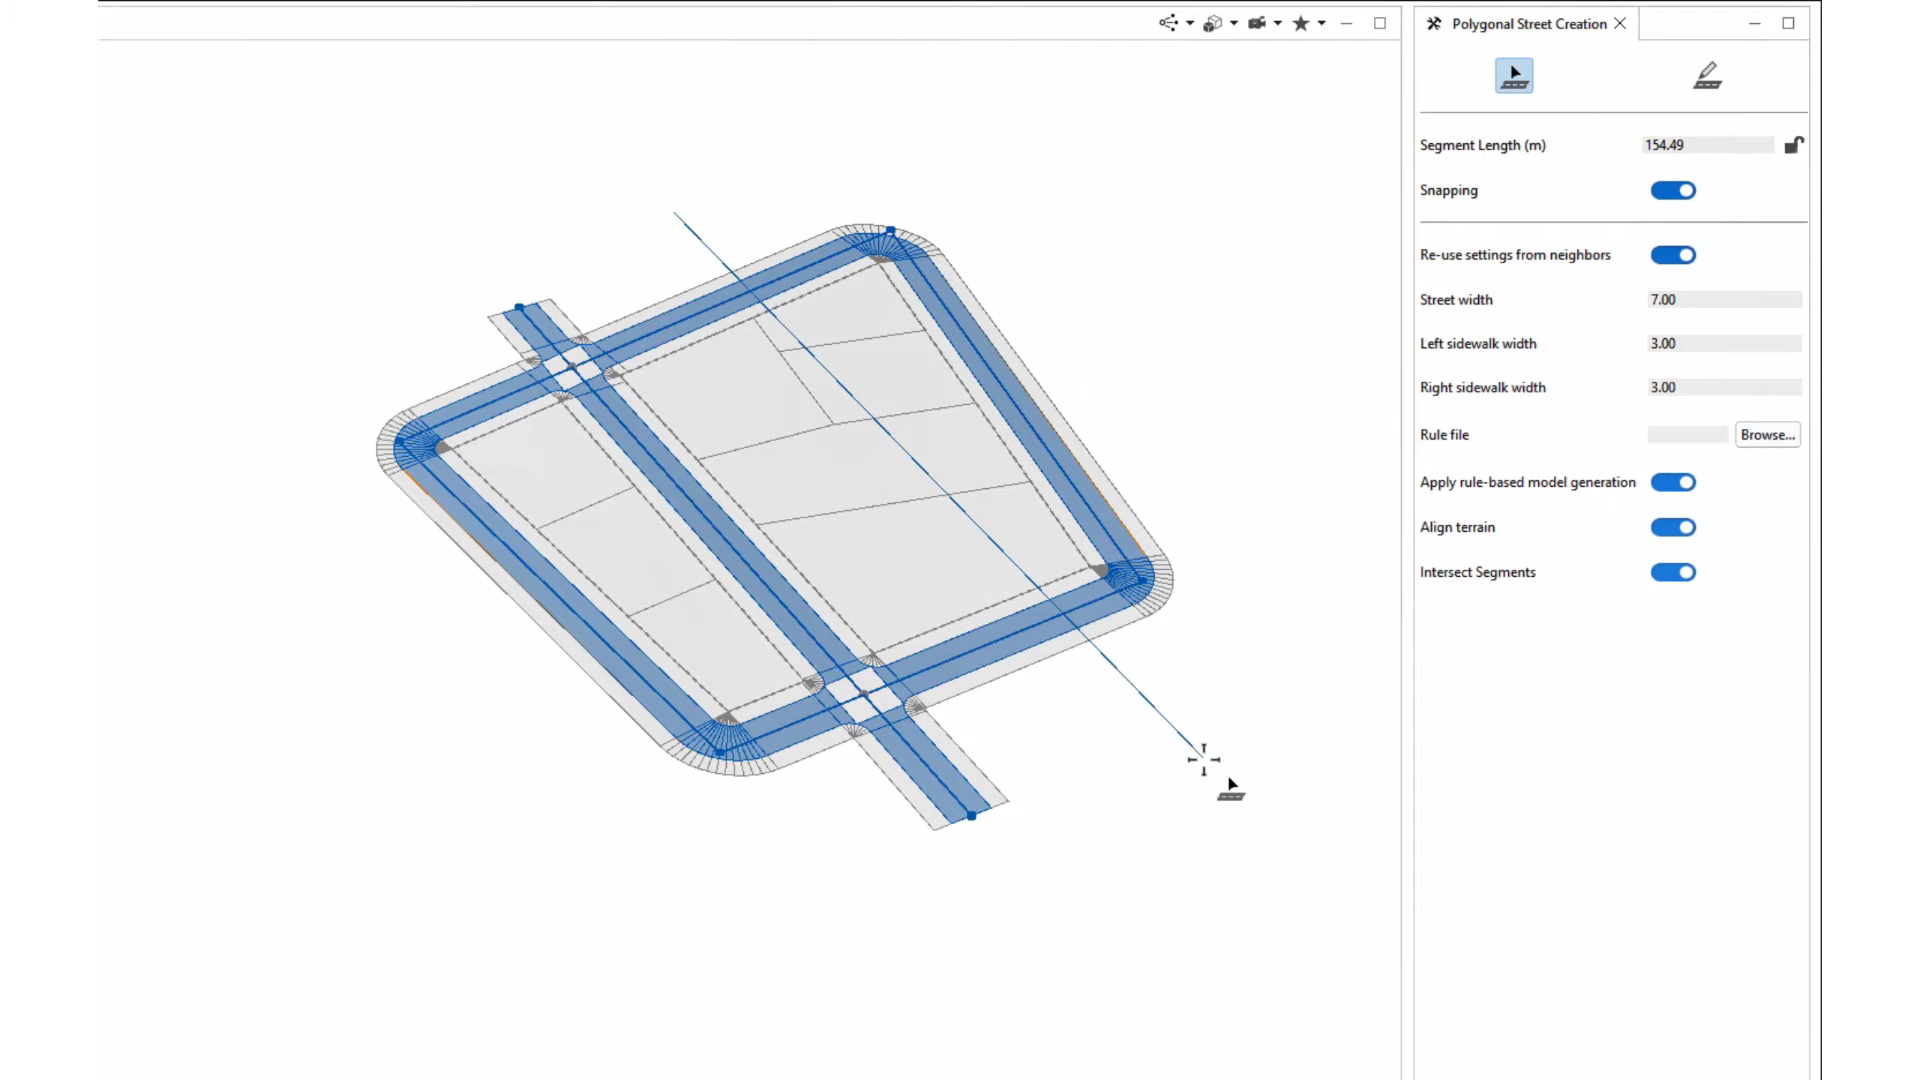 Polygonal Street Creation
Segment Length (m) 154.49
Snapping
Re-use settings from neighbors
Street width 7.00
Left sidewalk width 3.00
Right sidewalk width 3.00
Rule file Browse...
Apply rule-based model generation
Align terrain
Intersect Segments